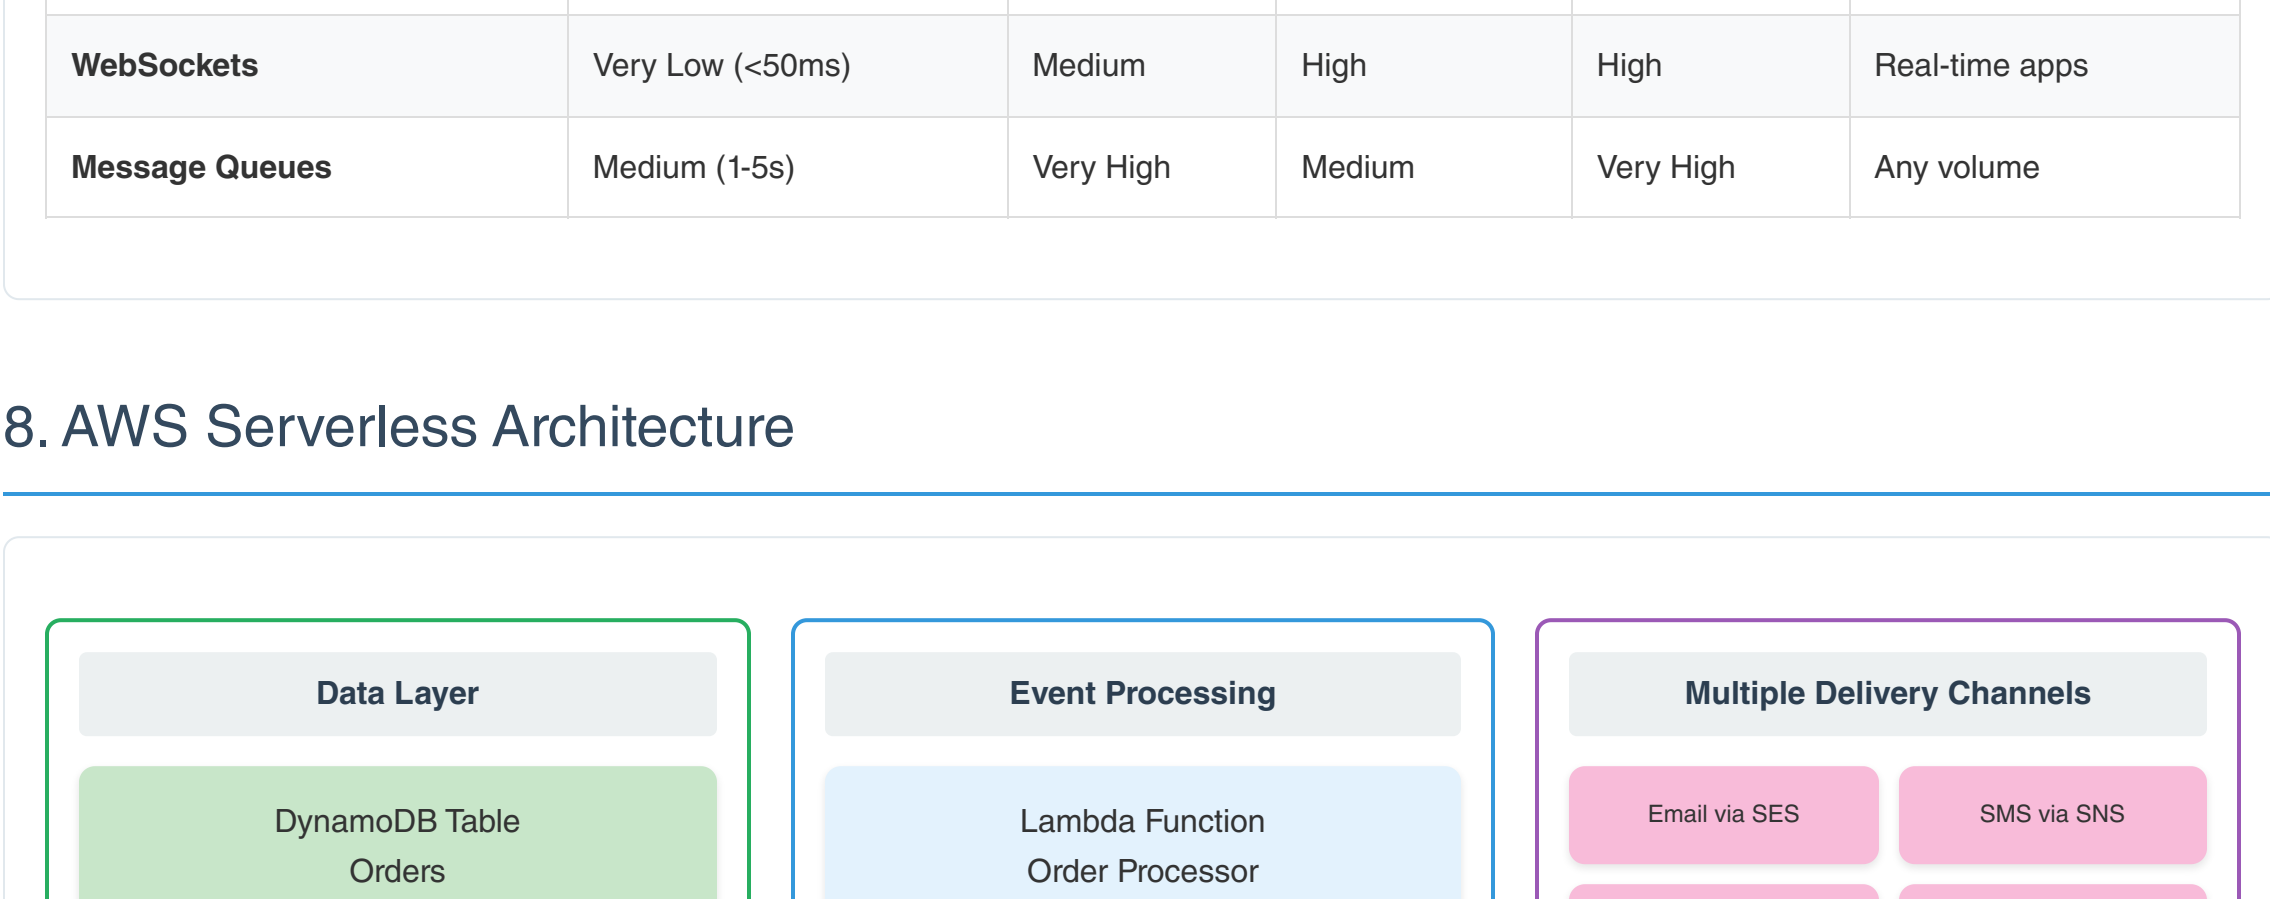 WebSockets Very Low (<50ms) Medium High High Real-time apps
Message Queues Medium (1-5s) Very High Medium Very High Any volume
8. AWS Serverless Architecture
Data Layer
DynamoDB Table
Orders
Event Processing
Lambda Function
Order Processor
Multiple Delivery Channels
Email via SES
SMS via SNS